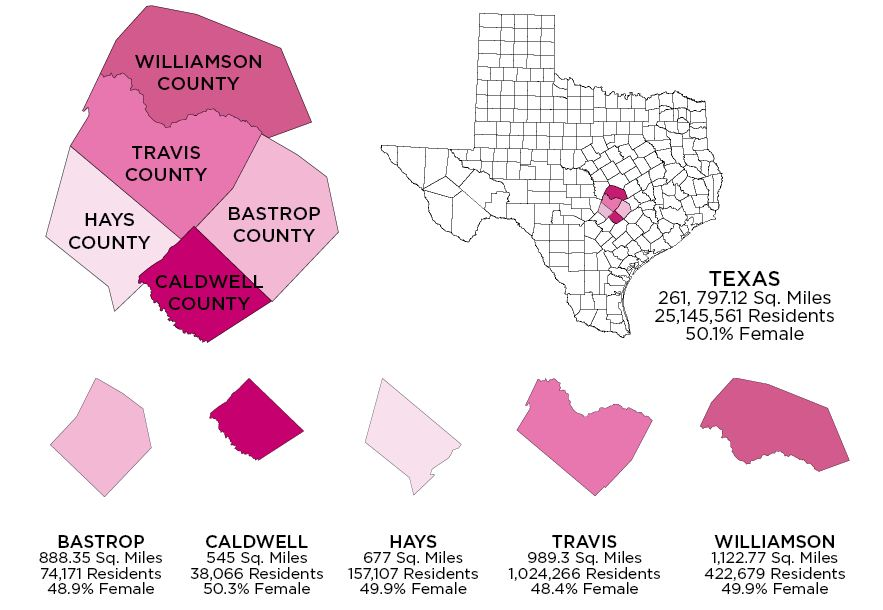 WILLIAMSON
COUNTY
TRAVIS
COUNTY
HAYS
COUNTY
BASTROP
COUNTY
CALDWELL
COUNTY
TEXAS
261, 797.12 Sq. Miles
25,145,561 Residents
50.1% Female
BASTROP
888.35 Sq. Miles
74,171 Residents
48.9% Female
CALDWELL
545 Sq. Miles
38,066 Residents
50.3% Female
HAYS
677 Sq. Miles
157,107 Residents
49.9% Female
TRAVIS
989.3 Sq. Miles
1,024,266 Residents
48.4% Female
WILLIAMSON
1,122.77 Sq. Miles
422,679 Residents
49.9% Female